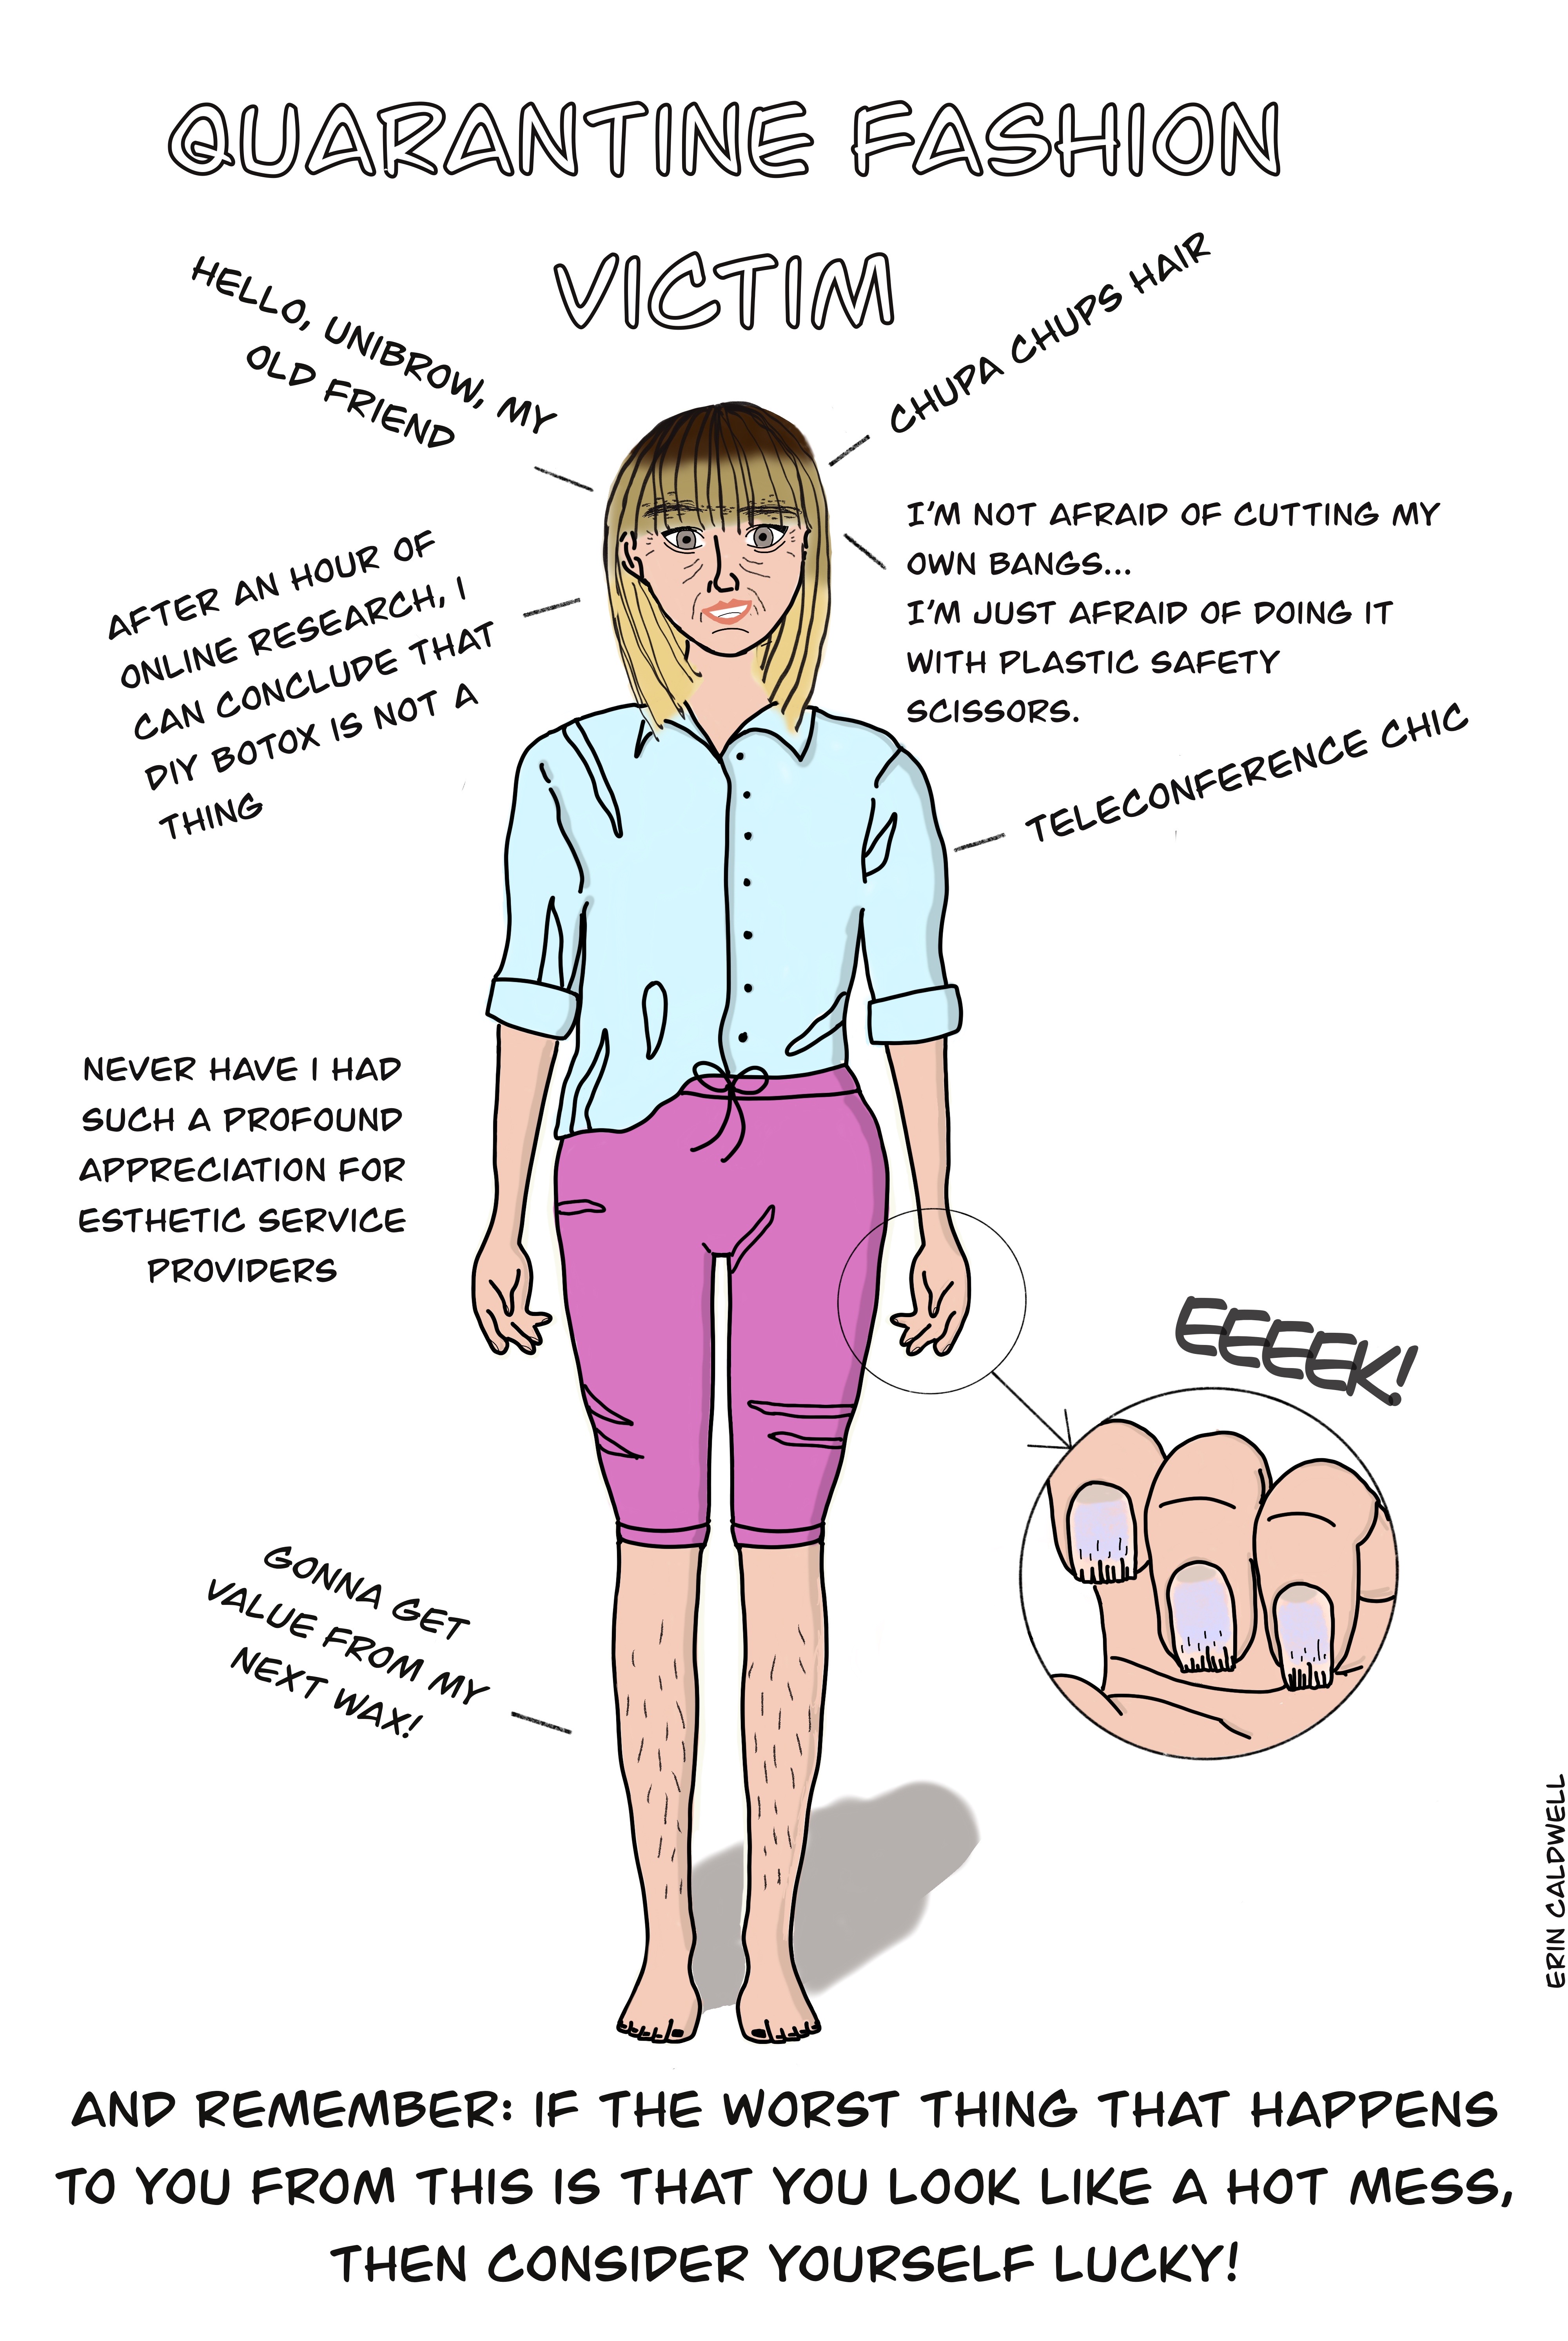 QUARANTINE FASHION
VICTIM
HELLO, UNIBROW, MY
OLD FRIEND
CHUPA CHUPS HAIR
I'M NOT AFRAID OF CUTTING MY
OWN BANGS...
I'M JUST AFRAID OF DOING IT
WITH PLASTIC SAFETY
SCISSORS.
AFTER AN HOUR OF
ONLINE RESEARCH, I
CAN CONCLUDE THAT
DIY BOTOX IS NOT A
THING
TELECONFERENCE CHIC
NEVER HAVE I HAD
SUCH A PROFOUND
APPRECIATION FOR
ESTHETIC SERVICE
PROVIDERS
EEEEK!
GONNA GET
VALUE FROM MY
NEXT WAX!
ERIN CALDWELL
AND REMEMBER: IF THE WORST THING THAT HAPPENS
TO YOU FROM THIS IS THAT YOU LOOK LIKE A HOT MESS,
THEN CONSIDER YOURSELF LUCKY!